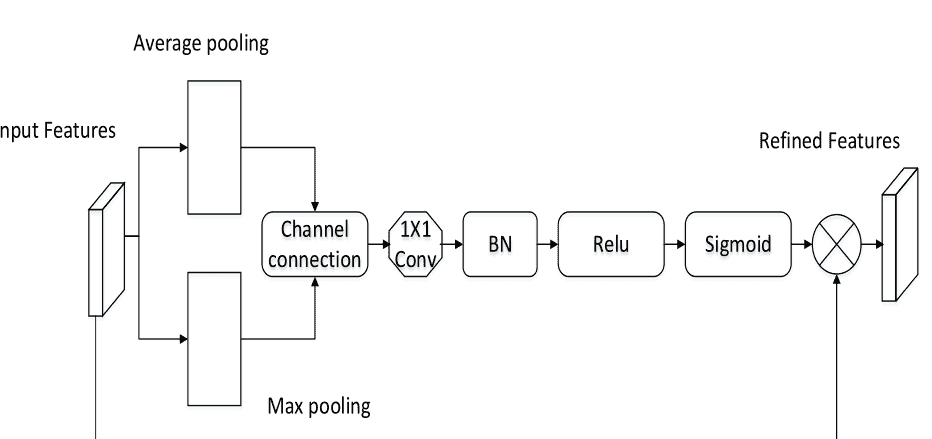 Average pooling
nput Features
Refined Features
Channel
connection
1X1
Conv
BN
Relu
Sigmoid
Max pooling